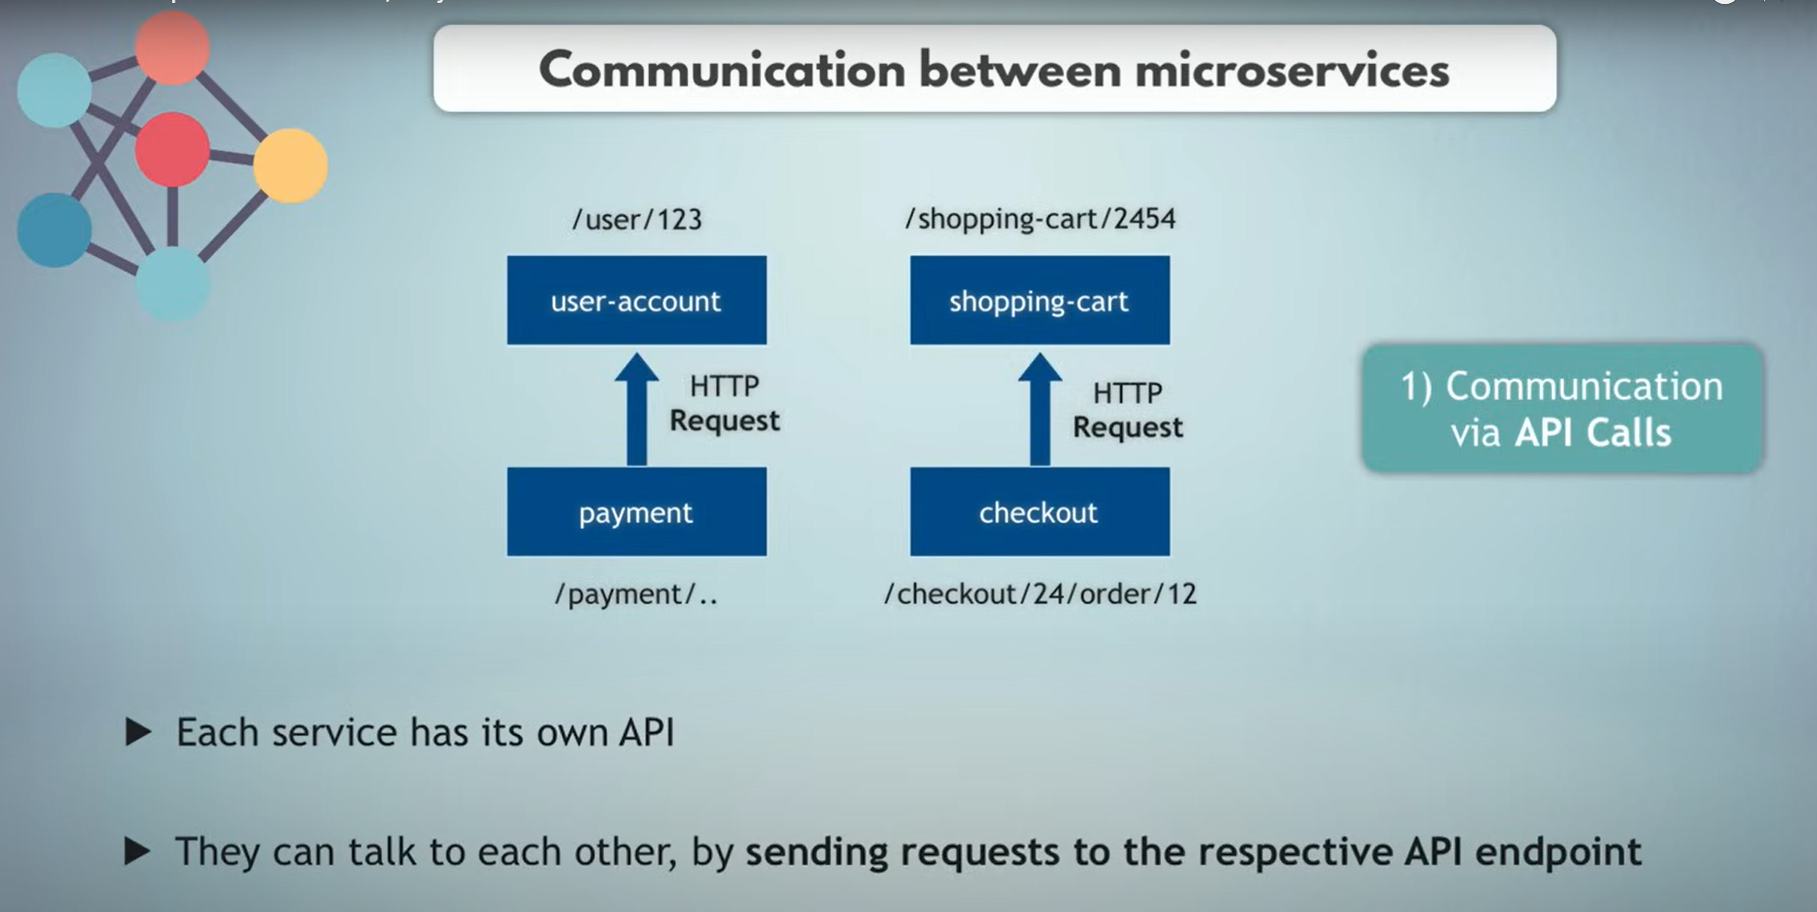 Communication between microservices
/user/123
/shopping-cart/2454
user-account
shopping-cart
HTTP
Request
HTTP
Request
1) Communication
via API Calls
payment
checkout
/payment/..
/checkout/24/order/12
▶ Each service has its own API
▶ They can talk to each other, by sending requests to the respective API endpoint